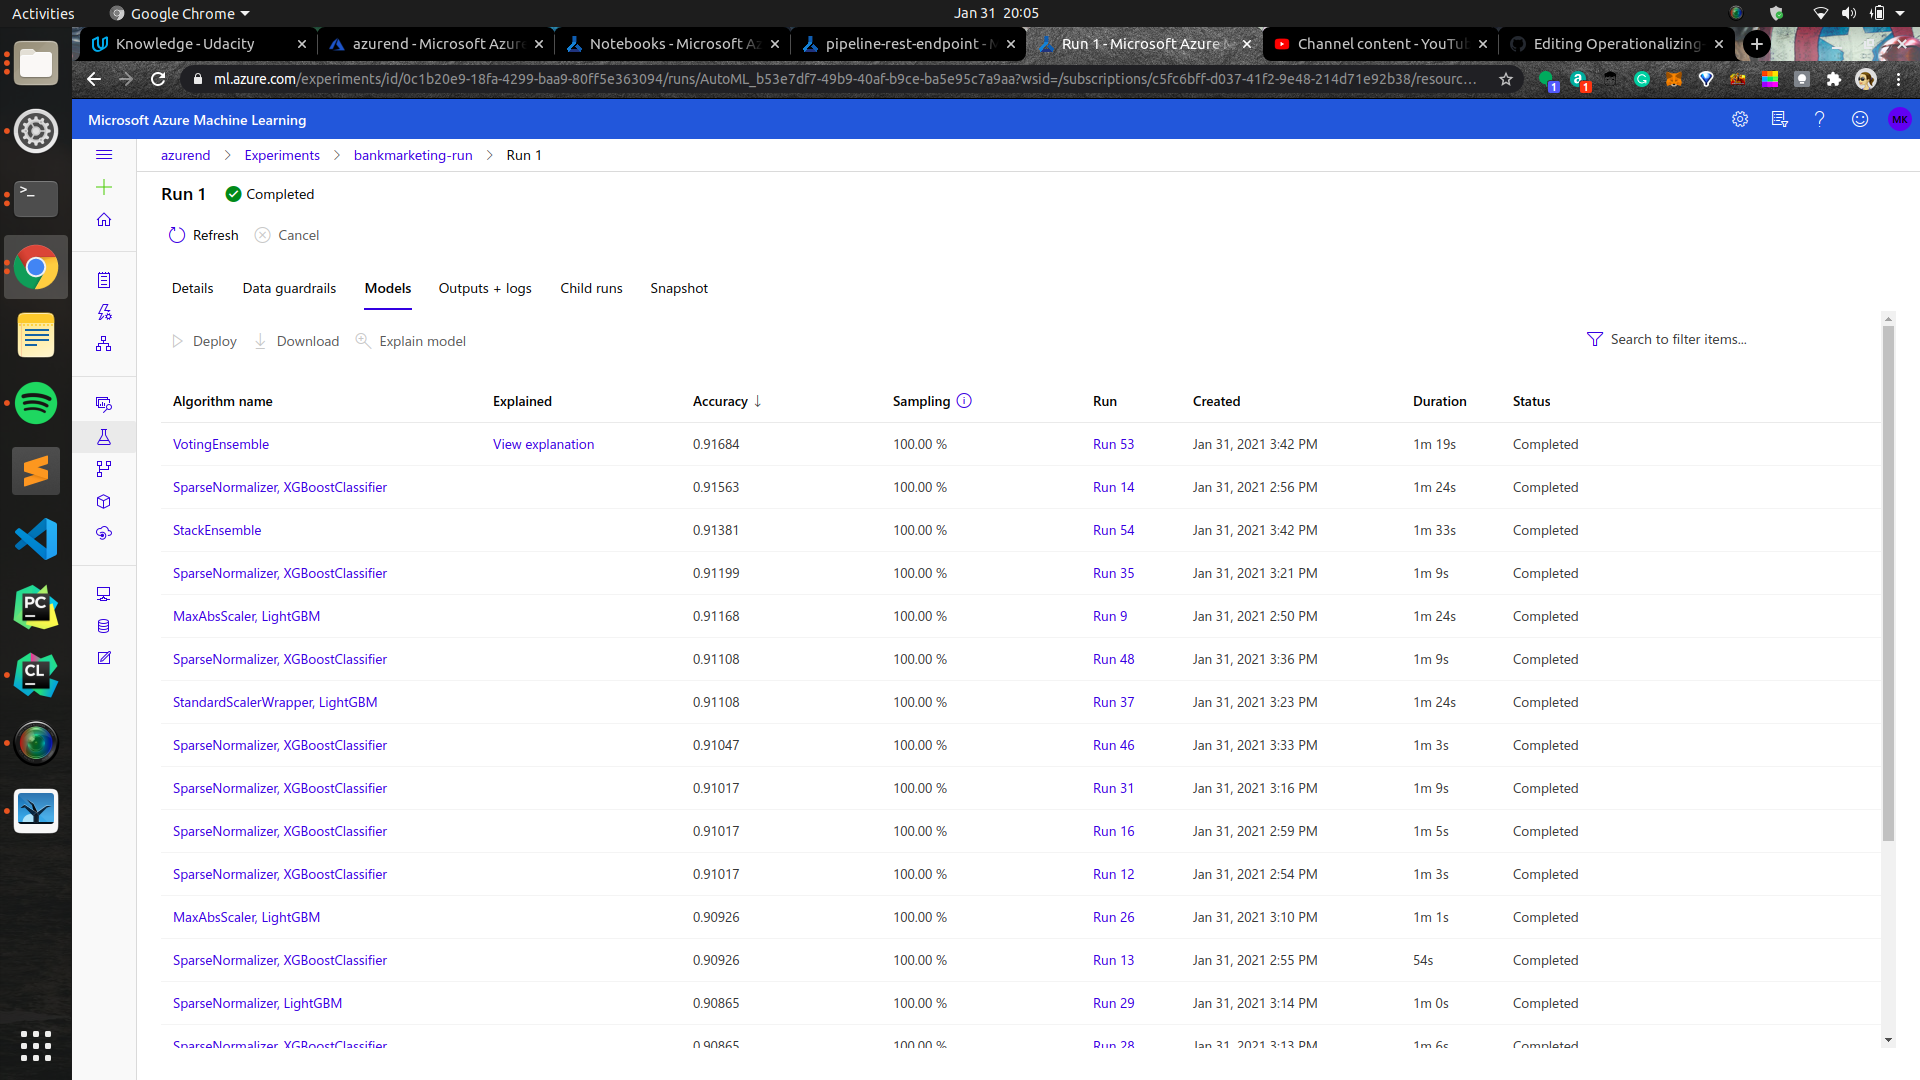 Activities
Google Chrome
Jan 31 20:05
Knowledge - Udacity
azurend - Microsoft Azure
Notebooks - Microsoft Az
pipeline-rest-endpoint - M
Run 1 - Microsoft Azure M
Channel content - YouTub
Editing Operationalizing-
ml.azure.com/experiments/id/0c1b20e9-18fa-4299-baa9-80ff5e363094/runs/AutoML_b53e7df7-49b9-40af-b9ce-ba5e95c7a9aa?wsid=/subscriptions/c5fc6bff-d037-41f2-9e48-214d71e92b38/resourc...
1
1
Microsoft Azure Machine Learning
MK
azurend > Experiments > bankmarketing-run > Run 1
Run 1 Completed
Refresh Cancel
Details Data guardrails Models Outputs + logs Child runs Snapshot
Deploy Download Explain model Search to filter items...
Algorithm name Explained Accuracy ↓ Sampling Run Created Duration Status
VotingEnsemble View explanation 0.91684 100.00 % Run 53 Jan 31, 2021 3:42 PM 1m 19s Completed
SparseNormalizer, XGBoostClassifier 0.91563 100.00 % Run 14 Jan 31, 2021 2:56 PM 1m 24s Completed
StackEnsemble 0.91381 100.00 % Run 54 Jan 31, 2021 3:42 PM 1m 33s Completed
SparseNormalizer, XGBoostClassifier 0.91199 100.00 % Run 35 Jan 31, 2021 3:21 PM 1m 9s Completed
MaxAbsScaler, LightGBM 0.91168 100.00 % Run 9 Jan 31, 2021 2:50 PM 1m 24s Completed
SparseNormalizer, XGBoostClassifier 0.91108 100.00 % Run 48 Jan 31, 2021 3:36 PM 1m 9s Completed
StandardScalerWrapper, LightGBM 0.91108 100.00 % Run 37 Jan 31, 2021 3:23 PM 1m 24s Completed
SparseNormalizer, XGBoostClassifier 0.91047 100.00 % Run 46 Jan 31, 2021 3:33 PM 1m 3s Completed
SparseNormalizer, XGBoostClassifier 0.91017 100.00 % Run 31 Jan 31, 2021 3:16 PM 1m 9s Completed
SparseNormalizer, XGBoostClassifier 0.91017 100.00 % Run 16 Jan 31, 2021 2:59 PM 1m 5s Completed
SparseNormalizer, XGBoostClassifier 0.91017 100.00 % Run 12 Jan 31, 2021 2:54 PM 1m 3s Completed
MaxAbsScaler, LightGBM 0.90926 100.00 % Run 26 Jan 31, 2021 3:10 PM 1m 1s Completed
SparseNormalizer, XGBoostClassifier 0.90926 100.00 % Run 13 Jan 31, 2021 2:55 PM 54s Completed
SparseNormalizer, LightGBM 0.90865 100.00 % Run 29 Jan 31, 2021 3:14 PM 1m 0s Completed
SparseNormalizer, XGBoostClassifier 0.90865 100.00 % Run 28 Jan 31, 2021 3:13 PM 1m 6s Completed
PC
CL